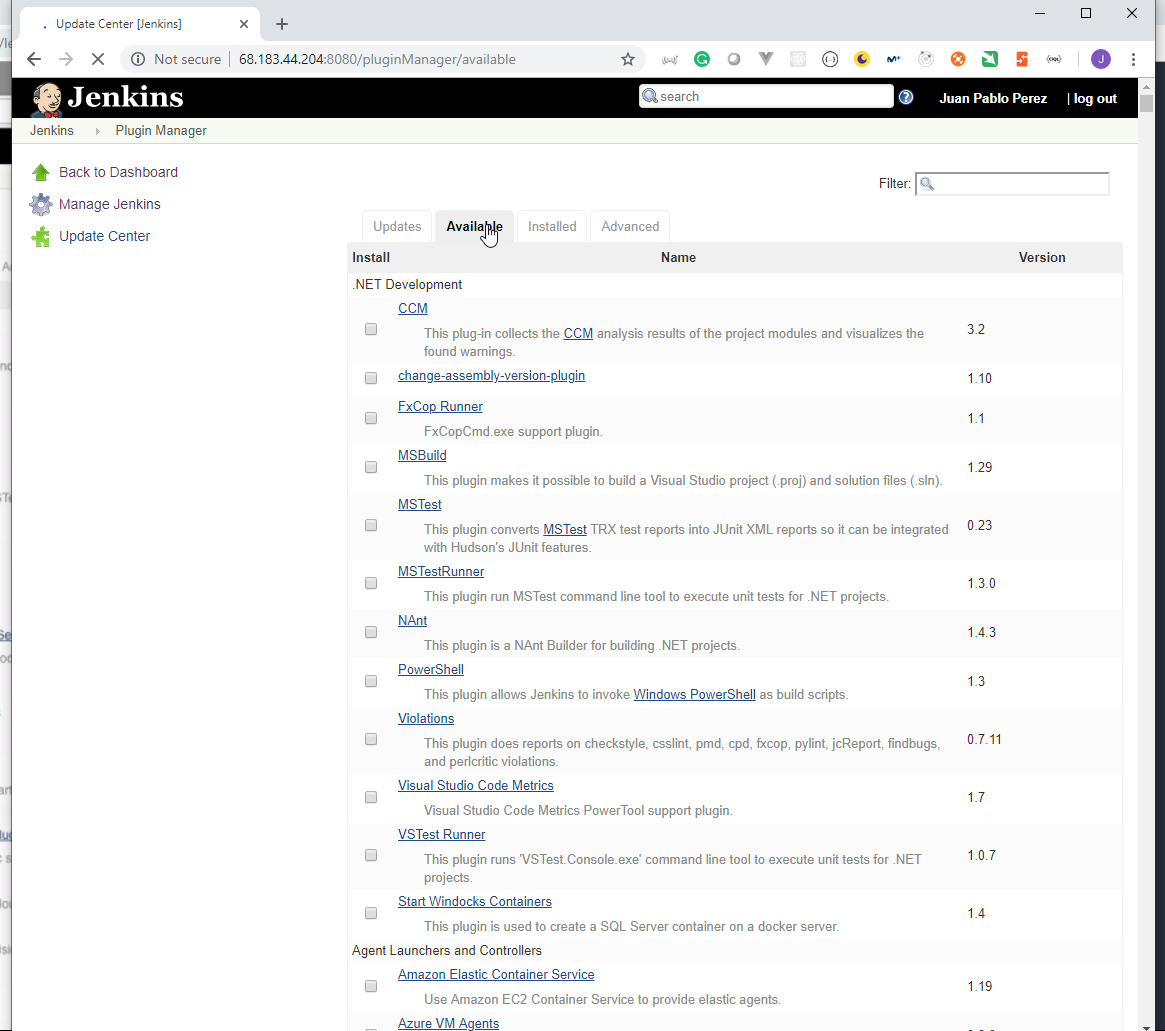 Update Center [Jenkins]
Not secure | 68.183.44.204:8080/pluginManager/available
J
Jenkins
search
Juan Pablo Perez
| log out
Jenkins
Plugin Manager
Back to Dashboard
Manage Jenkins
Update Center
Filter:
Updates
Available
Installed
Advanced
Install
Name
Version
.NET Development
CCM
This plug-in collects the CCM analysis results of the project modules and visualizes the
found warnings.
3.2
change-assembly-version-plugin
1.10
FxCop Runner
FxCopCmd.exe support plugin.
1.1
MSBuild
This plugin makes it possible to build a Visual Studio project (.proj) and solution files (.sln).
1.29
MSTest
This plugin converts MSTest TRX test reports into JUnit XML reports so it can be integrated
with Hudson's JUnit features.
0.23
MSTestRunner
This plugin run MSTest command line tool to execute unit tests for .NET projects.
1.3.0
NAnt
This plugin is a NAnt Builder for building .NET projects.
1.4.3
PowerShell
This plugin allows Jenkins to invoke Windows PowerShell as build scripts.
1.3
Violations
This plugin does reports on checkstyle, csslint, pmd, cpd, fxcop, pylint, jcReport, findbugs,
and perlcritic violations.
0.7.11
Visual Studio Code Metrics
Visual Studio Code Metrics PowerTool support plugin.
1.7
VSTest Runner
This plugin runs 'VSTest.Console.exe' command line tool to execute unit tests for .NET
projects.
1.0.7
Start Windocks Containers
This plugin is used to create a SQL Server container on a docker server.
1.4
Agent Launchers and Controllers
Amazon Elastic Container Service
Use Amazon EC2 Container Service to provide elastic agents.
1.19
Azure VM Agents